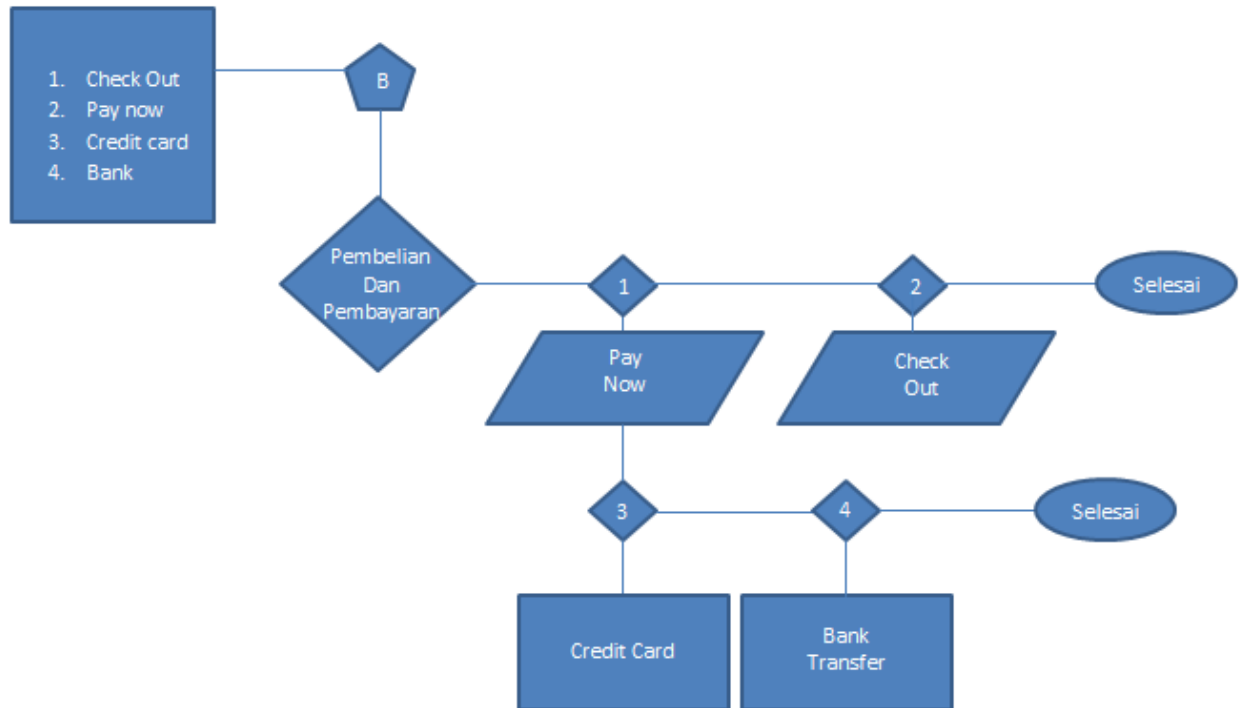 1. Check Out
2. Pay now
3. Credit card
4. Bank
B
Pembelian
Dan
Pembayaran
1
2
Selesai
Pay
Now
Check
Out
3
4
Selesai
Credit Card
Bank
Transfer